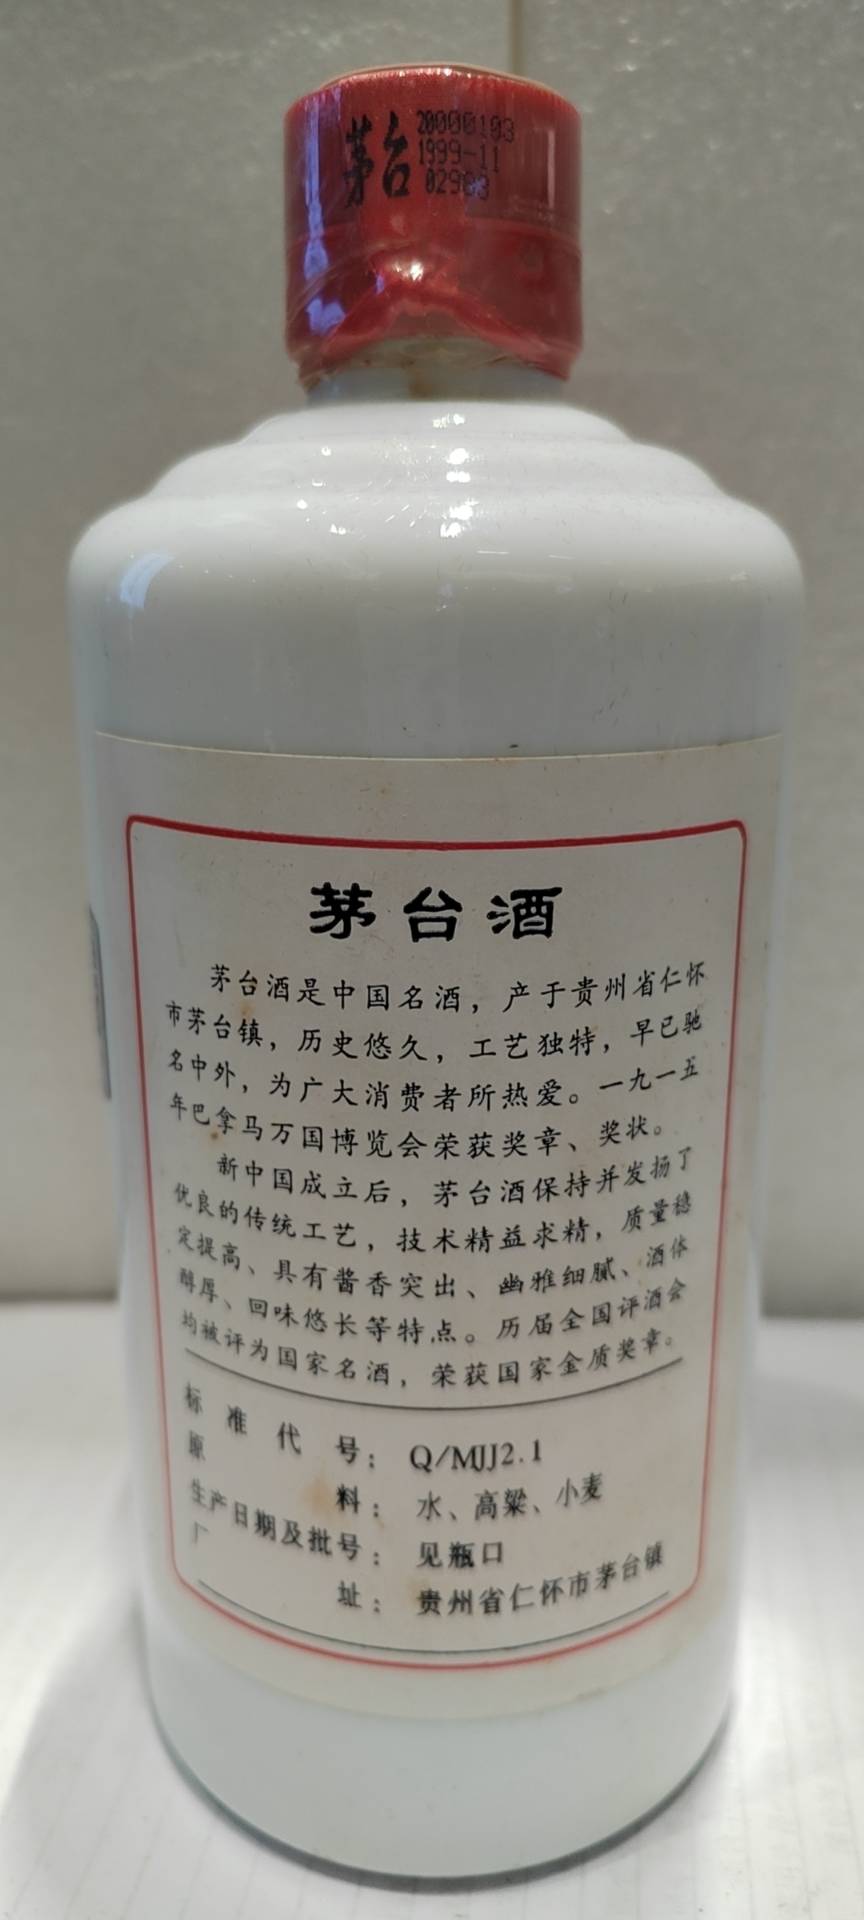 茅台
20000103
1999-11
02983
茅台酒
茅台酒是中国名酒，产于贵州省仁怀
市茅台镇，历史悠久，工艺独特，早已驰
名中外，为广大消费者所热爱。一九一五
年巴拿马万国博览会荣获奖章、奖状。
新中国成立后，茅台酒保持并发扬了
优良的传统工艺，技术精益求精，质量稳
定提高、具有酱香突出、幽雅细腻、酒体
醇厚、回味悠长等特点。历届全国评酒会
均被评为国家名酒，荣获国家金质奖章。
标准代号：Q/MJJ2.1
原料：水、高粱、小麦
生产日期及批号：见瓶口
厂址：贵州省仁怀市茅台镇